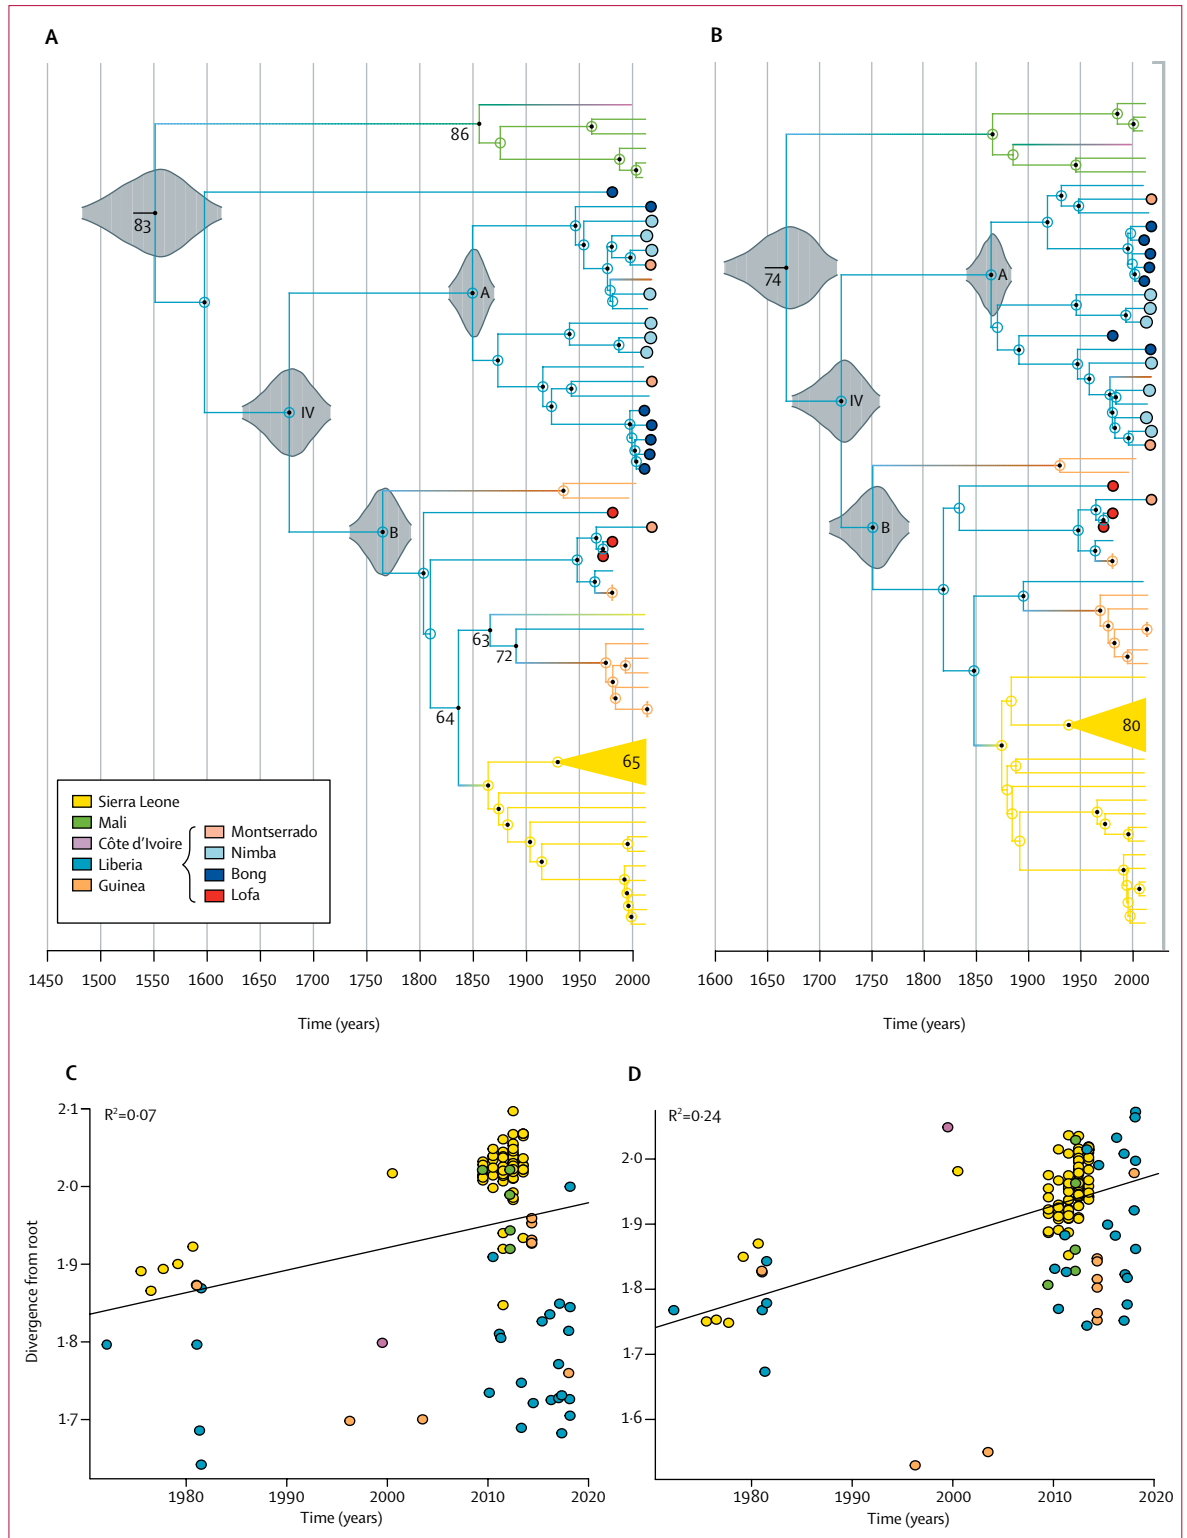 A
B
86
83
A
IV
B
63
72
64
65
74
A
IV
B
80
Sierra Leone
Mali
Côte d'Ivoire
Liberia
Guinea
Montserrado
Nimba
Bong
Lofa
1450 1500 1550 1600 1650 1700 1750 1800 1850 1900 1950 2000
Time (years)
1600 1650 1700 1750 1800 1850 1900 1950 2000
Time (years)
C
R²=0·07
2·1
2·0
1·9
1·8
1·7
Divergence from root
1980 1990 2000 2010 2020
Time (years)
D
R²=0·24
2·0
1·9
1·8
1·7
1·6
1980 1990 2000 2010 2020
Time (years)